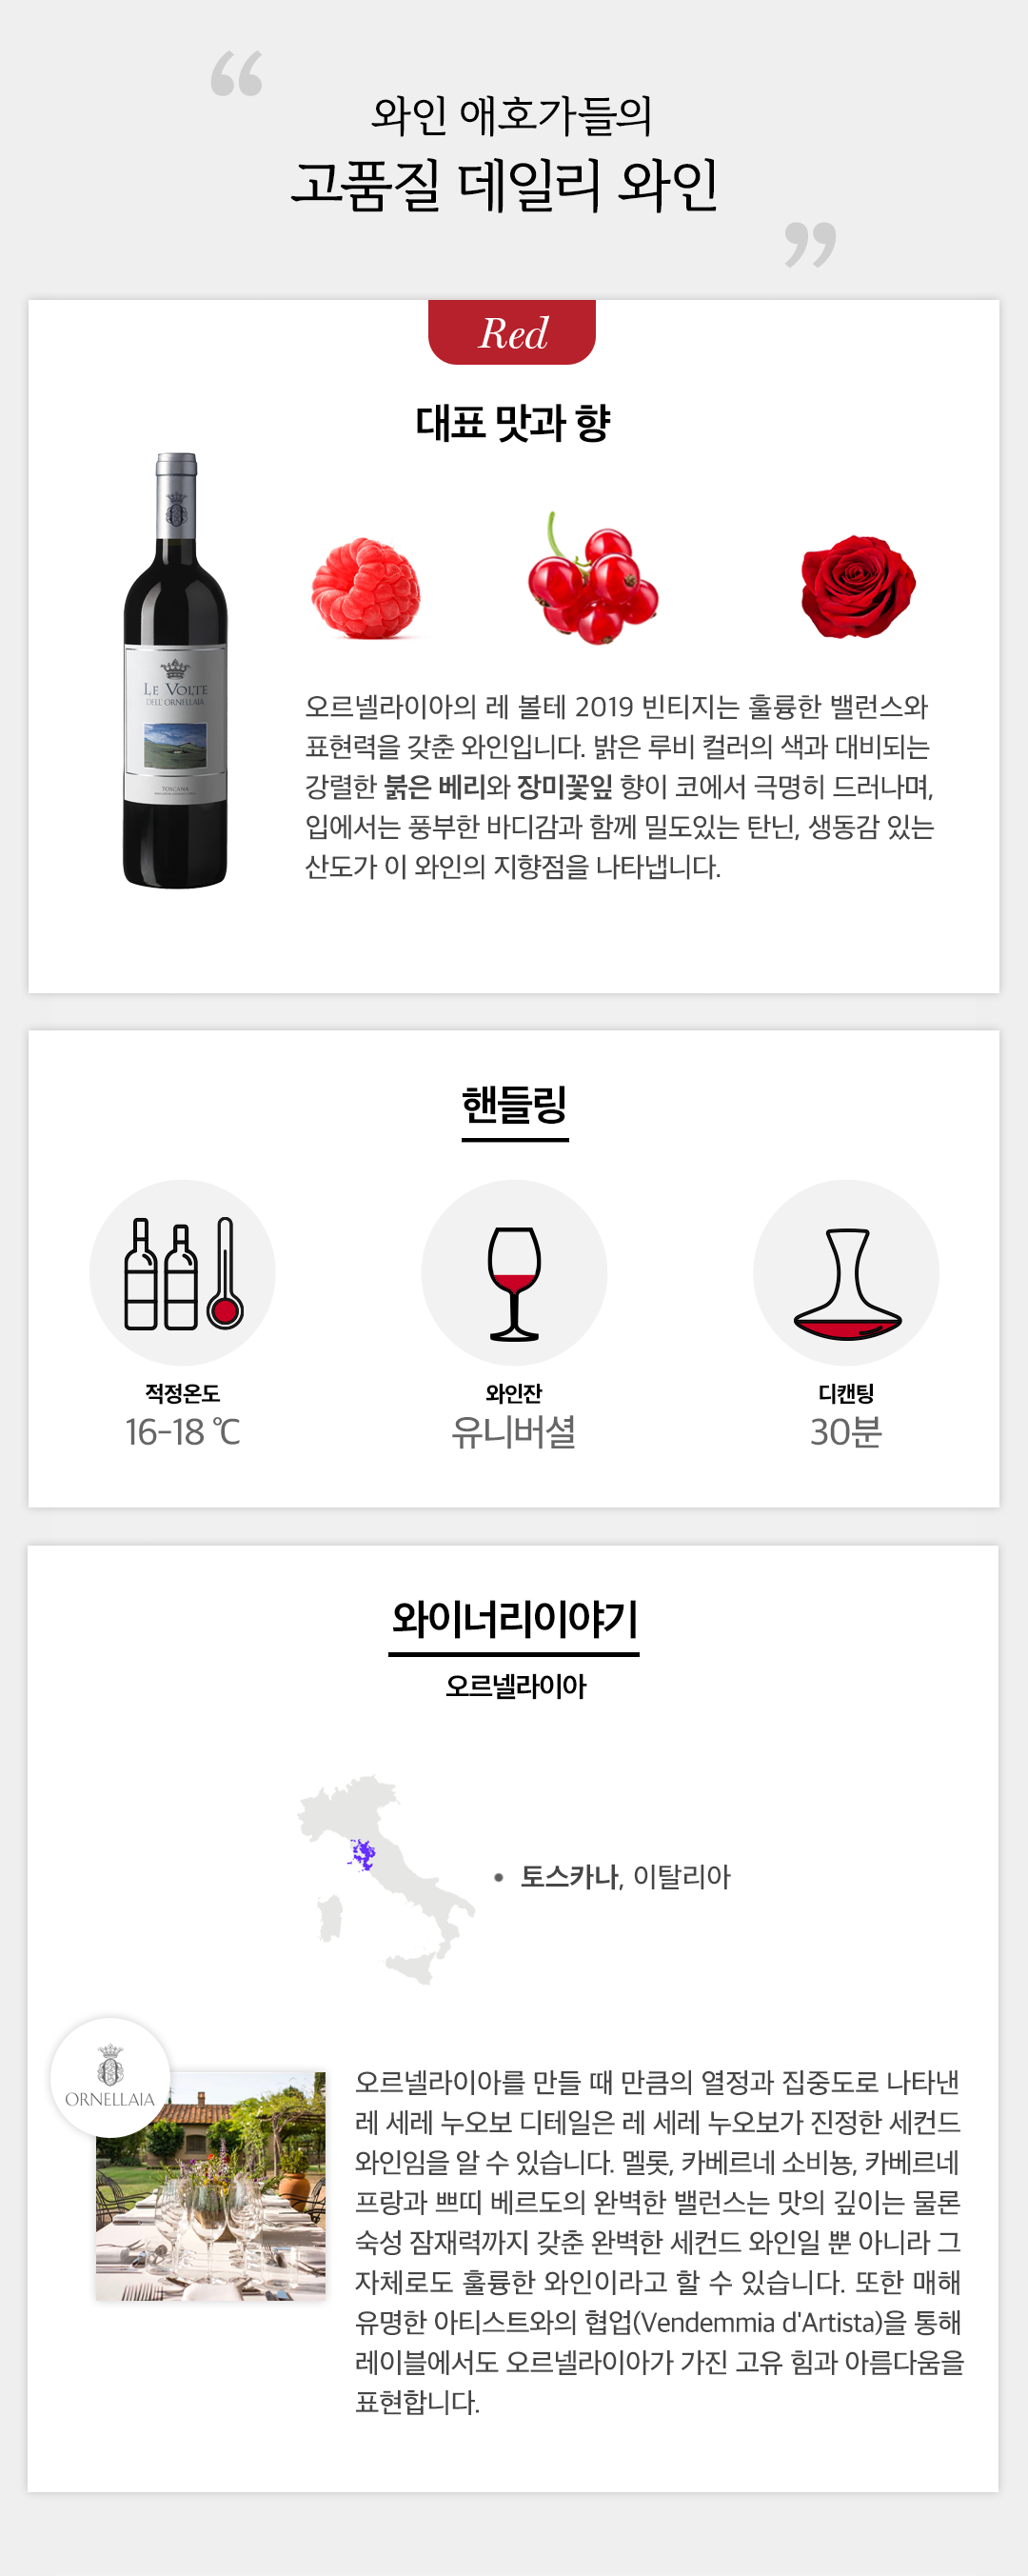 “
와인 애호가들의
고품질 데일리 와인
”
Red
대표 맛과 향
LE VOLTE
DELL'ORNELLAIA
TOSCANA
오르넬라이아의 레 볼테 2019 빈티지는 훌륭한 밸런스와
표현력을 갖춘 와인입니다. 밝은 루비 컬러의 색과 대비되는
강렬한 붉은 베리와 장미꽃잎 향이 코에서 극명히 드러나며,
입에서는 풍부한 바디감과 함께 밀도있는 탄닌, 생동감 있는
산도가 이 와인의 지향점을 나타냅니다.
핸들링
적정온도
16-18 ℃
와인잔
유니버셜
디캔팅
30분
와이너리이야기
오르넬라이아
• 토스카나, 이탈리아
ORNELLAIA
오르넬라이아를 만들 때 만큼의 열정과 집중도로 나타낸
레 세레 누오보 디테일은 레 세레 누오보가 진정한 세컨드
와인임을 알 수 있습니다. 멜롯, 카베르네 소비뇽, 카베르네
프랑과 쁘띠 베르도의 완벽한 밸런스는 맛의 깊이는 물론
숙성 잠재력까지 갖춘 완벽한 세컨드 와인일 뿐 아니라 그
자체로도 훌륭한 와인이라고 할 수 있습니다. 또한 매해
유명한 아티스트와의 협업(Vendemmia d'Artista)을 통해
레이블에서도 오르넬라이아가 가진 고유 힘과 아름다움을
표현합니다.